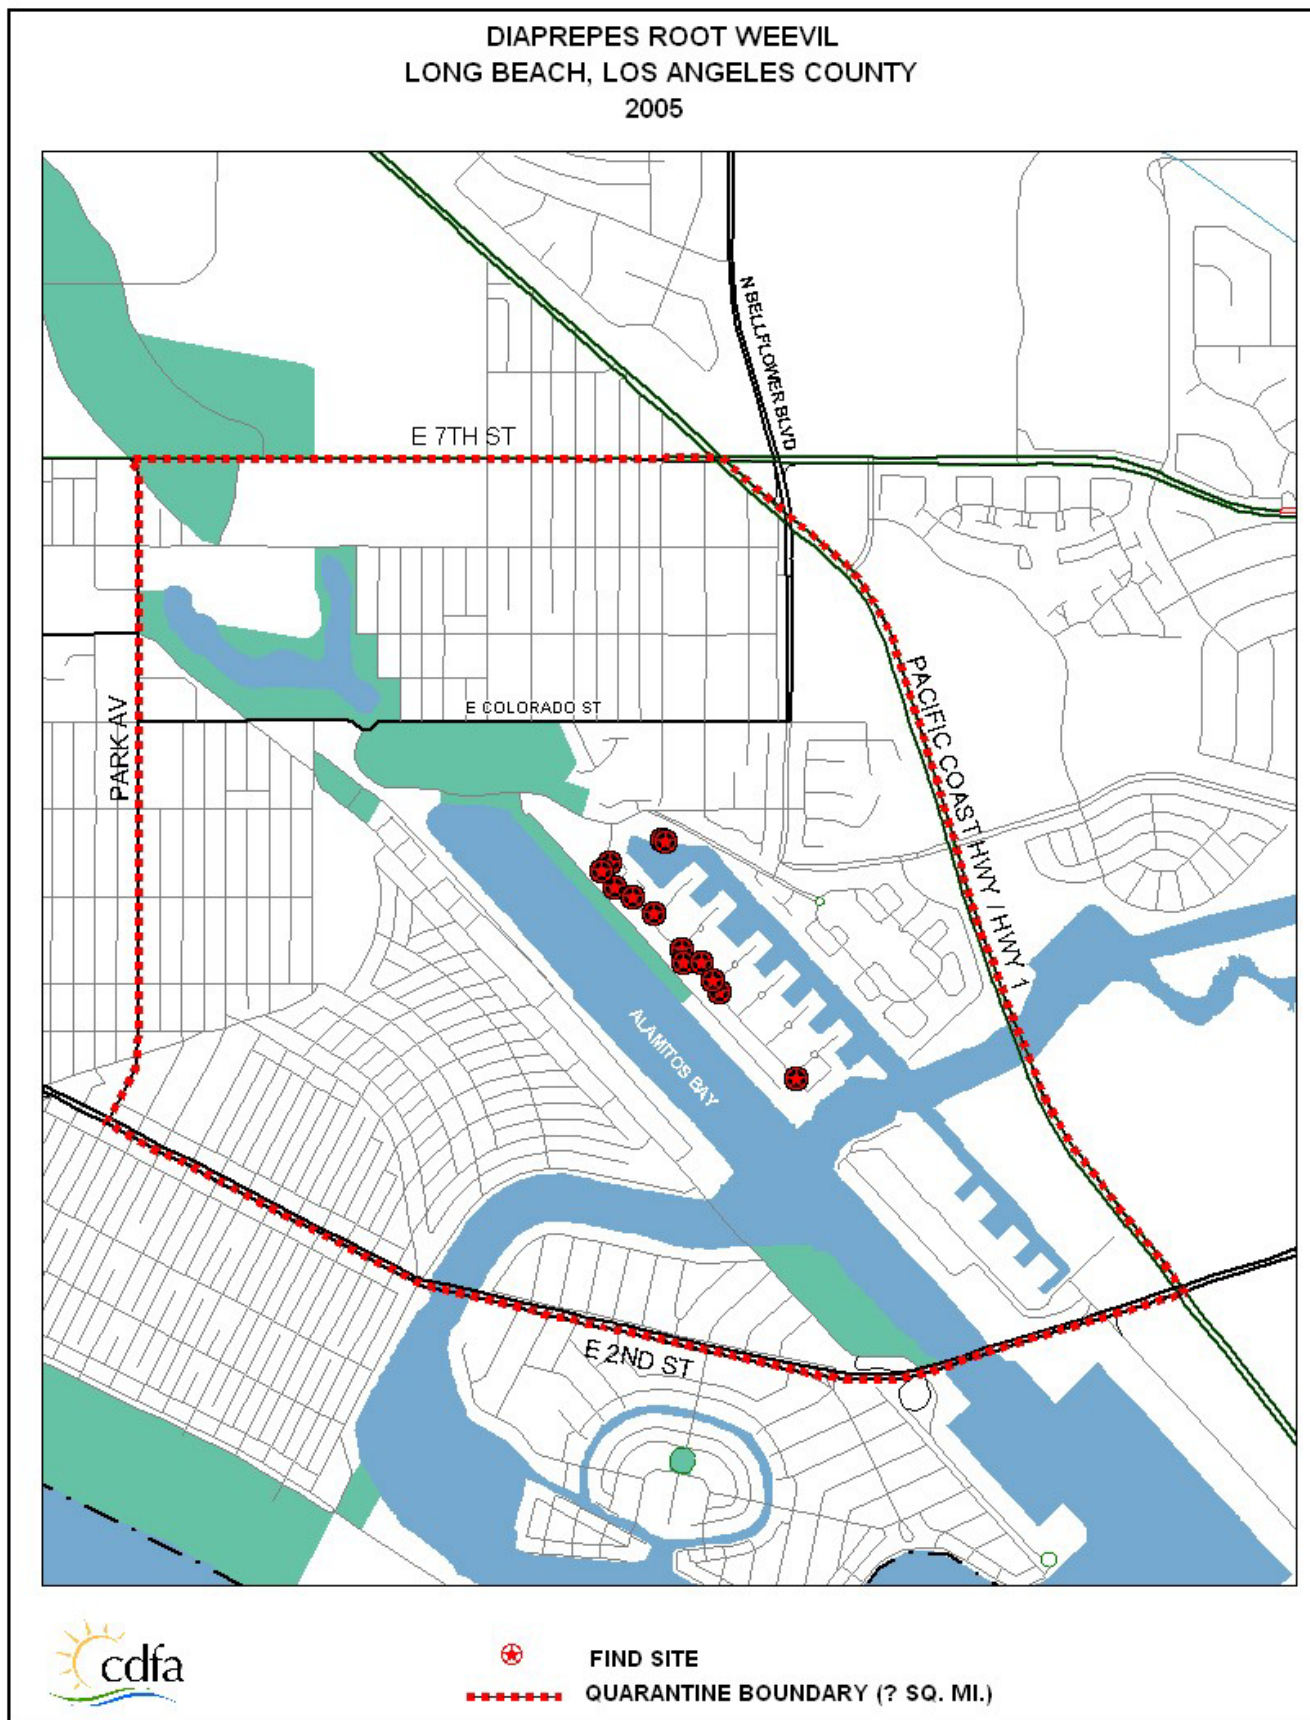 DIAPREPES ROOT WEEVIL
LONG BEACH, LOS ANGELES COUNTY
2005
N BELLFLOWER BLVD
E 7TH ST
PARK AV
E COLORADO ST
PACIFIC COAST HWY / HWY 1
ALAMITOS BAY
E 2ND ST
cdfa
FIND SITE
QUARANTINE BOUNDARY (? SQ. MI.)